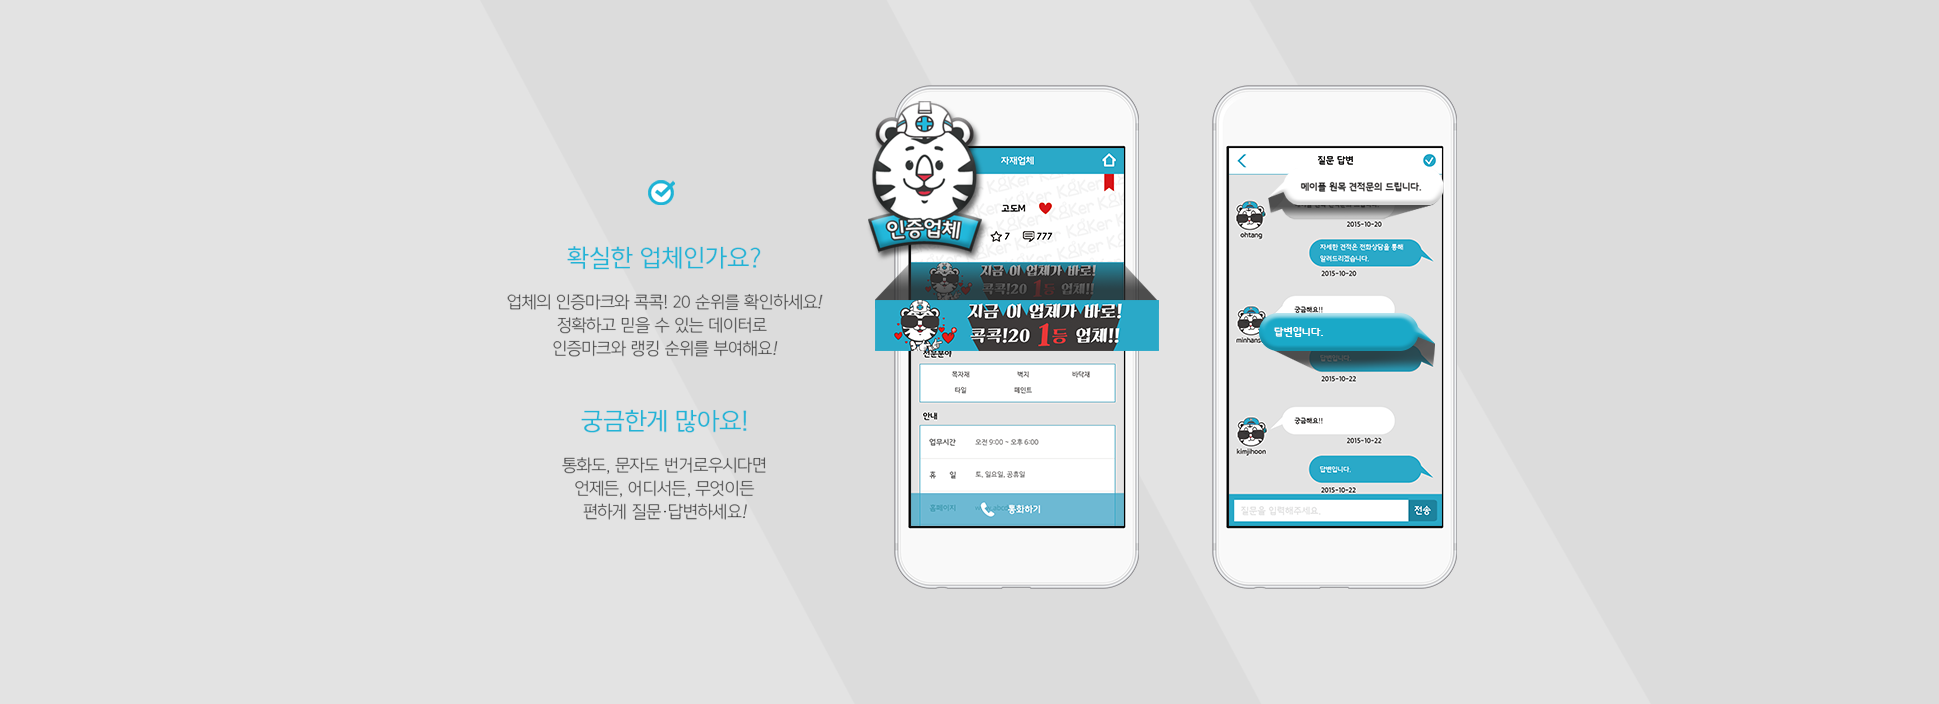 확실한 업체인가요?
업체의 인증마크와 콕콕! 20 순위를 확인하세요!
정확하고 믿을 수 있는 데이터로
인증마크와 랭킹 순위를 부여해요!
궁금한게 많아요!
통화도, 문자도 번거로우시다면
언제든, 어디서든, 무엇이든
편하게 질문·답변하세요!
자재업체
인증업체
고도M
7 777
지금 이 업체가 바로!
지금 이 업체가 바로!
콕콕!20 1등 업체!!
전문분야
목자재 벽지 바닥재
타일 페인트
안내
업무시간 오전 9:00 ~ 오후 6:00
휴 일 토, 일요일, 공휴일
홈페이지
통화하기
질문 답변
메이플 원목 견적문의 드립니다.
2015-10-20
ohtang
자세한 견적은 전화상담을 통해
알려드리겠습니다.
2015-10-20
궁금해요!!
답변입니다.
minhans
답변입니다.
2015-10-22
궁금해요!!
2015-10-22
kimjihoon
답변입니다.
2015-10-22
질문을 입력해주세요.
전송